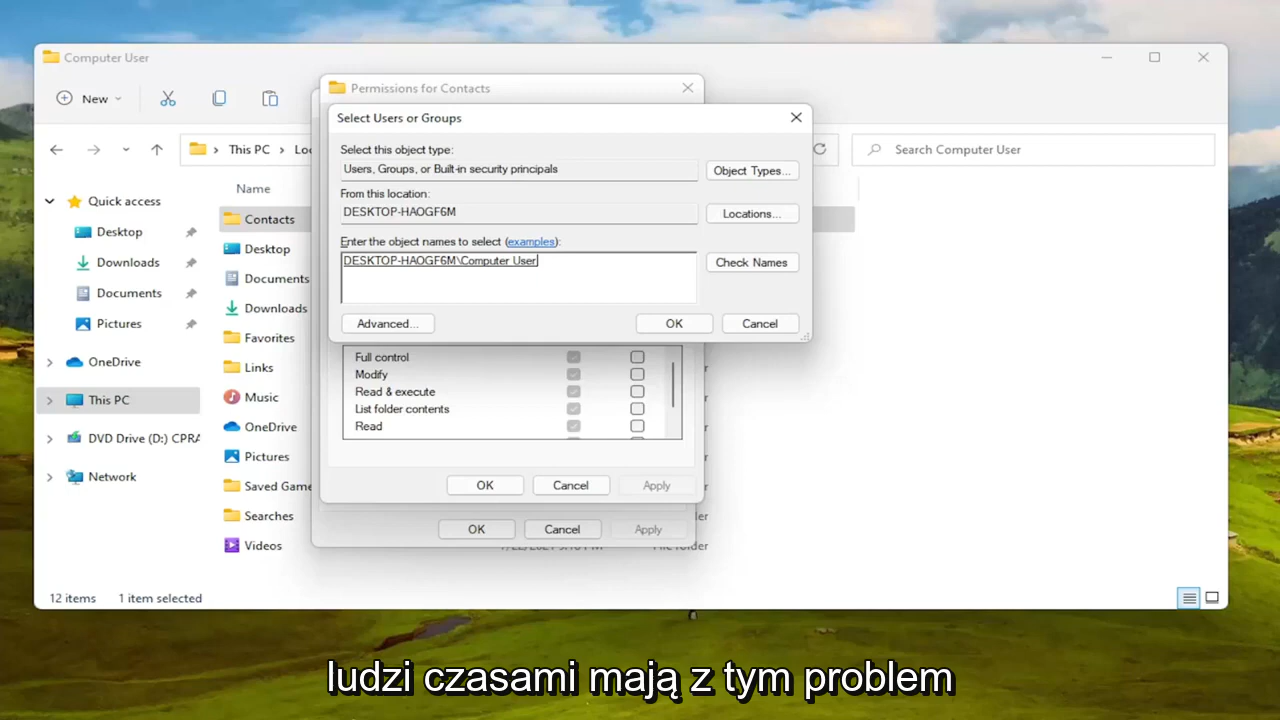 Computer User
New
This PC
Loc
Search Computer User
Name
Quick access
Desktop
Downloads
Documents
Pictures
OneDrive
This PC
DVD Drive (D:) CPRA
Network
Contacts
Desktop
Documents
Downloads
Favorites
Links
Music
OneDrive
Pictures
Saved Game
Searches
Videos
12 items 1 item selected
Permissions for Contacts
Select Users or Groups
Select this object type:
Users, Groups, or Built-in security principals
Object Types...
From this location:
DESKTOP-HAOGF6M
Locations...
Enter the object names to select (examples):
DESKTOP-HAOGF6M\Computer User
Check Names
Advanced...
OK
Cancel
Full control
Modify
Read & execute
List folder contents
Read
OK
Cancel
Apply
OK
Cancel
Apply
ludzi czasami mają z tym problem